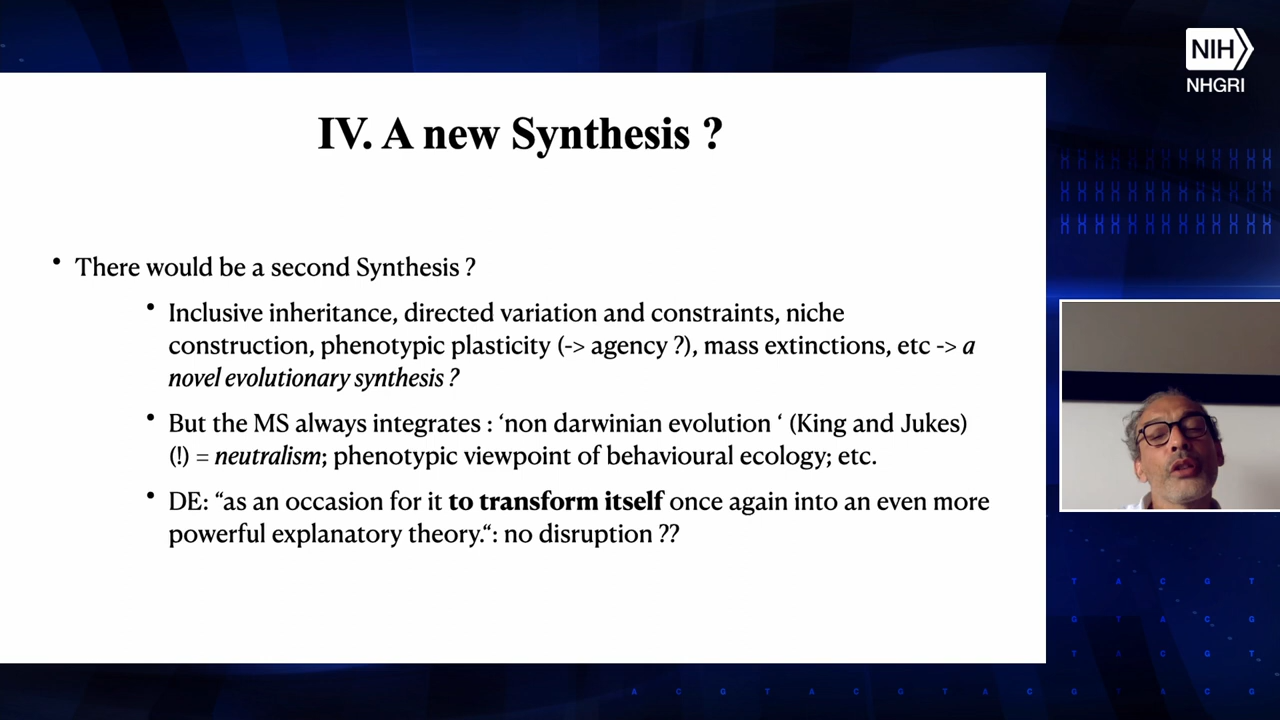 NIH
NHGRI
IV. A new Synthesis ?
• There would be a second Synthesis ?
• Inclusive inheritance, directed variation and constraints, niche
construction, phenotypic plasticity (-> agency ?), mass extinctions, etc -> a
novel evolutionary synthesis ?
• But the MS always integrates : ‘non darwinian evolution ‘ (King and Jukes)
(!) = neutralism; phenotypic viewpoint of behavioural ecology; etc.
• DE: “as an occasion for it to transform itself once again into an even more
powerful explanatory theory.“: no disruption ??
T A C G T
G T A C G
T A C G T
A C G T A C G T A C G T A C G